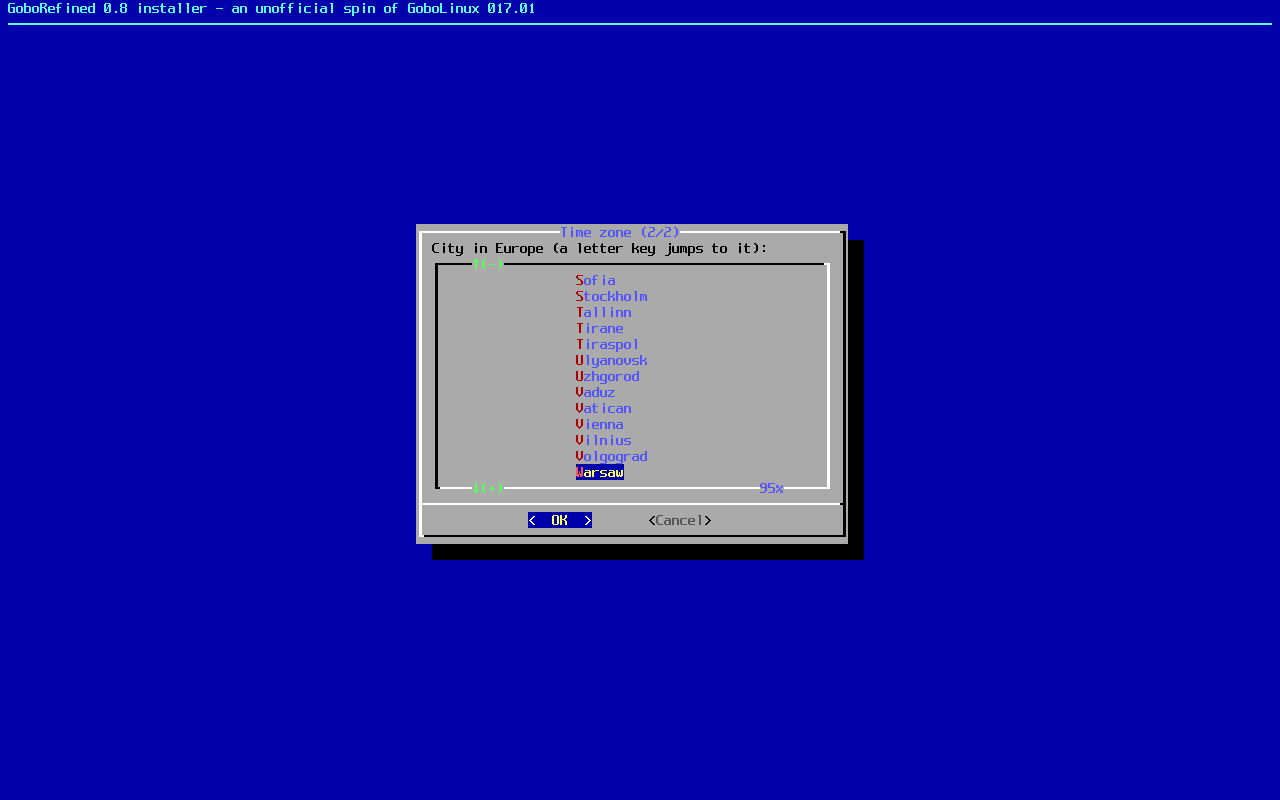 GoboRefined 0.8 installer - an unofficial spin of GoboLinux 017.01
Time zone (2/2)
City in Europe (a letter key jumps to it):
↑(-)
Sofia
Stockholm
Tallinn
Tirane
Tiraspol
Ulyanovsk
Uzhgorod
Vaduz
Vatican
Vienna
Vilnius
Volgograd
Warsaw
↓(+) 95%
< OK > <Cancel>